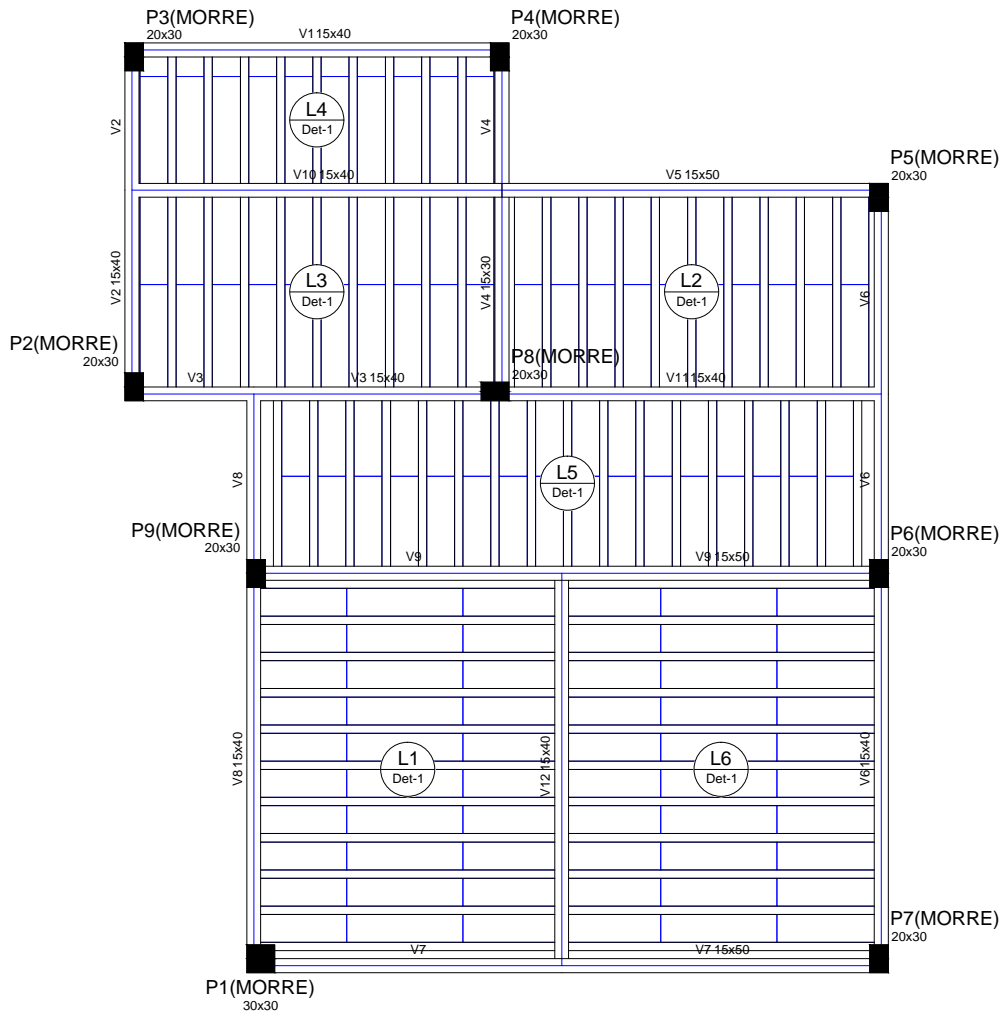 P3(MORRE)
20x30
V1 15x40
P4(MORRE)
20x30
V2
L4
Det-1
V4
P5(MORRE)
20x30
V10 15x40
V5 15x50
V2 15x40
L3
Det-1
V4 15x30
L2
Det-1
V6
P2(MORRE)
20x30
P8(MORRE)
20x30
V3
V3 15x40
V11 15x40
V8
L5
Det-1
V6
P9(MORRE)
20x30
P6(MORRE)
20x30
V9
V9 15x50
V8 15x40
L1
Det-1
V12 15x40
L6
Det-1
V6 15x40
P7(MORRE)
20x30
V7
V7 15x50
P1(MORRE)
30x30